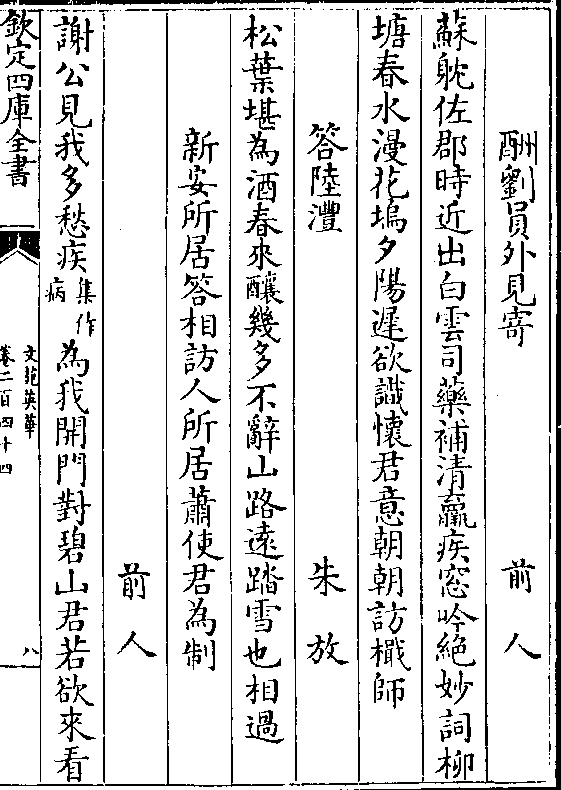 酬劉員外見寄 前人
蘇躭佐郡時近出白雲司藥補清羸疾窓吟絶妙詞柳
塘春水漫花塢夕陽遲欲識懷君意朝朝訪檝師
答陸澧 朱放
松葉堪為酒春來釀幾多不辭山路遠踏雪也相過
新安所居答相訪人所居蕭使君為制
前人
謝公見我多愁疾集作病為我開門對碧山君若欲來看
欽定四庫全書
文苑英華
卷二百四十四
八